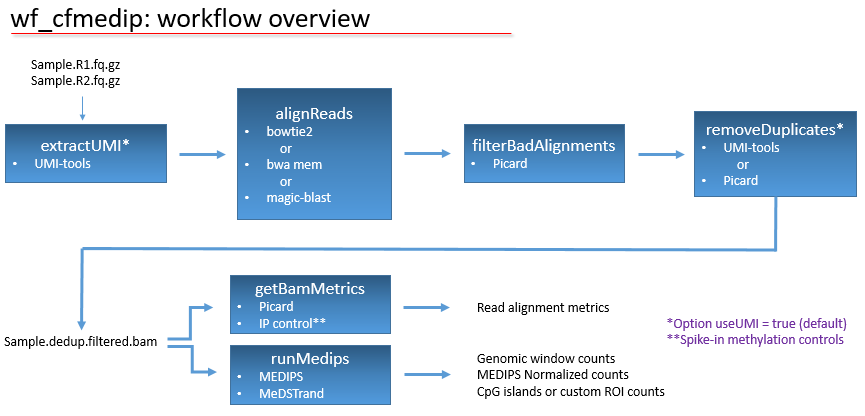 wf_cfmedip: workflow overview
Sample.R1.fq.gz
Sample.R2.fq.gz
extractUMI*
• UMI-tools
alignReads
• bowtie2
or
• bwa mem
or
• magic-blast
filterBadAlignments
• Picard
removeDuplicates*
• UMI-tools
or
• Picard
Sample.dedup.filtered.bam
getBamMetrics
• Picard
• IP control**
Read alignment metrics
runMedips
• MEDIPS
• MeDSTrand
Genomic window counts
MEDIPS Normalized counts
CpG islands or custom ROI counts
*Option useUMI = true (default)
**Spike-in methylation controls